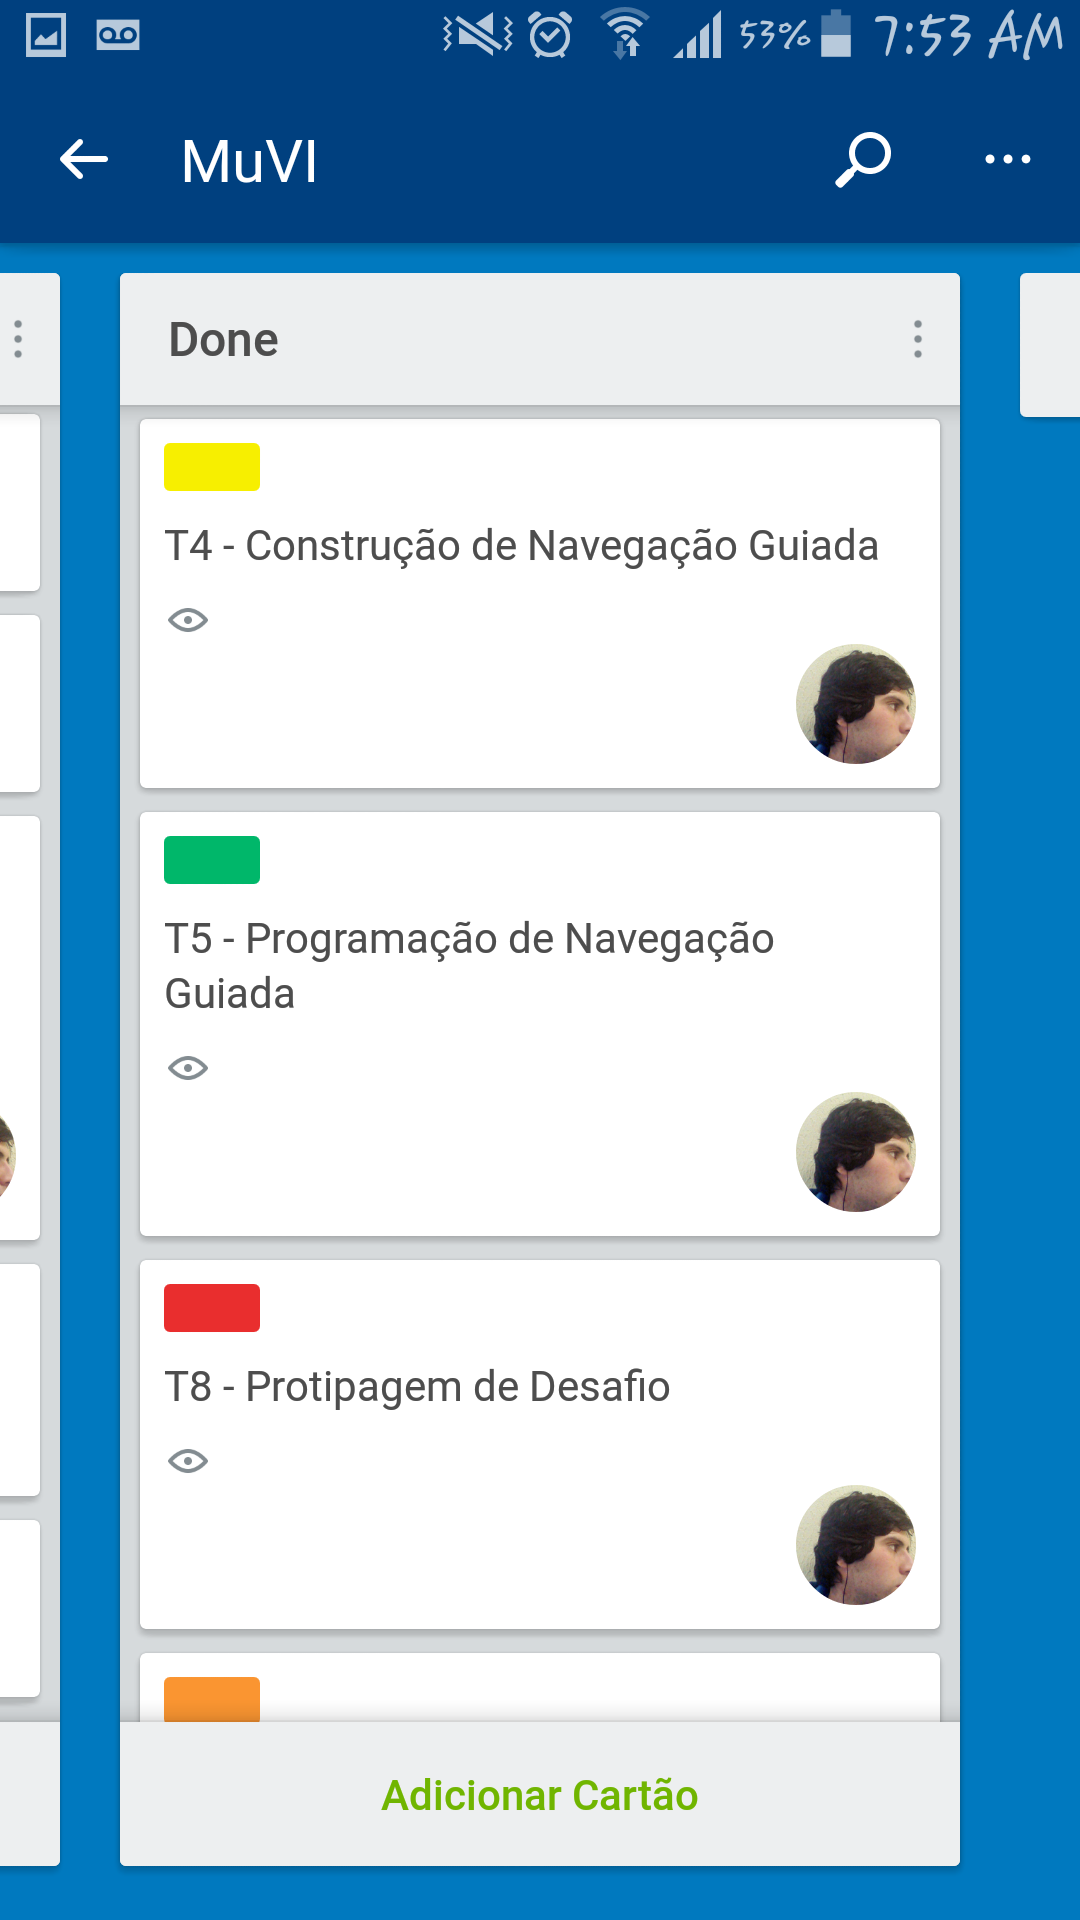 53% 7:53 AM
MuVI
Done
T4 - Construção de Navegação Guiada
T5 - Programação de Navegação
Guiada
T8 - Protipagem de Desafio
Adicionar Cartão